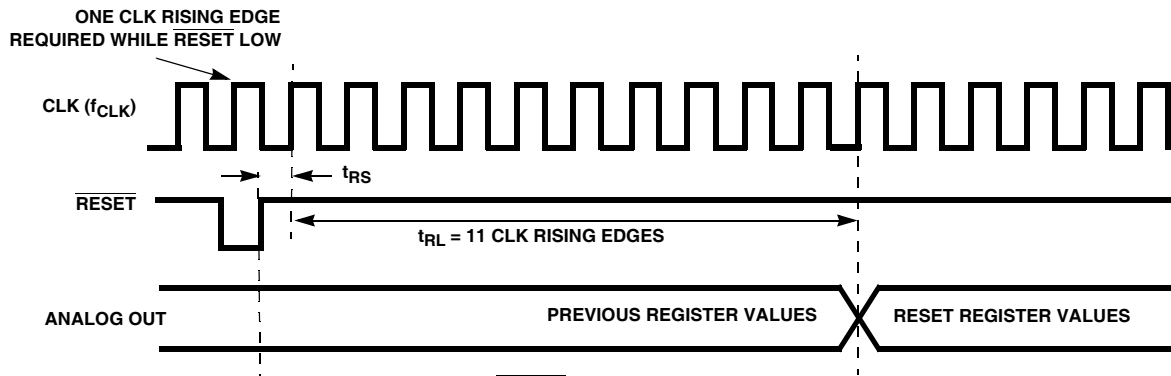 ONE CLK RISING EDGE
REQUIRED WHILE RESET LOW
CLK (fCLK)
tRS
RESET
tRL = 11 CLK RISING EDGES
ANALOG OUT
PREVIOUS REGISTER VALUES
RESET REGISTER VALUES